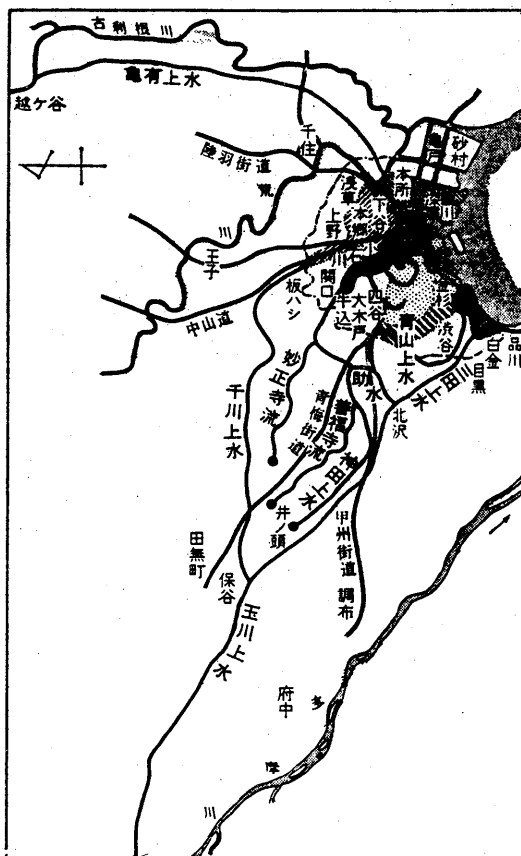 古利根川
亀有上水
越ケ谷
千住
陸羽街道
荒川
砂村
亀戸
本所
浅草
下谷
本郷
小石川
上野
関口
王子
板ハシ
中山道
牛込
四谷
大木戸
青山上水
渋谷
白金
品川
目黒
三田上水
北沢
助水
千川上水
妙正寺流
青梅街道
善福寺流
神田上水
井ノ頭
甲州街道
調布
田無町
保谷
玉川上水
府中
多摩川